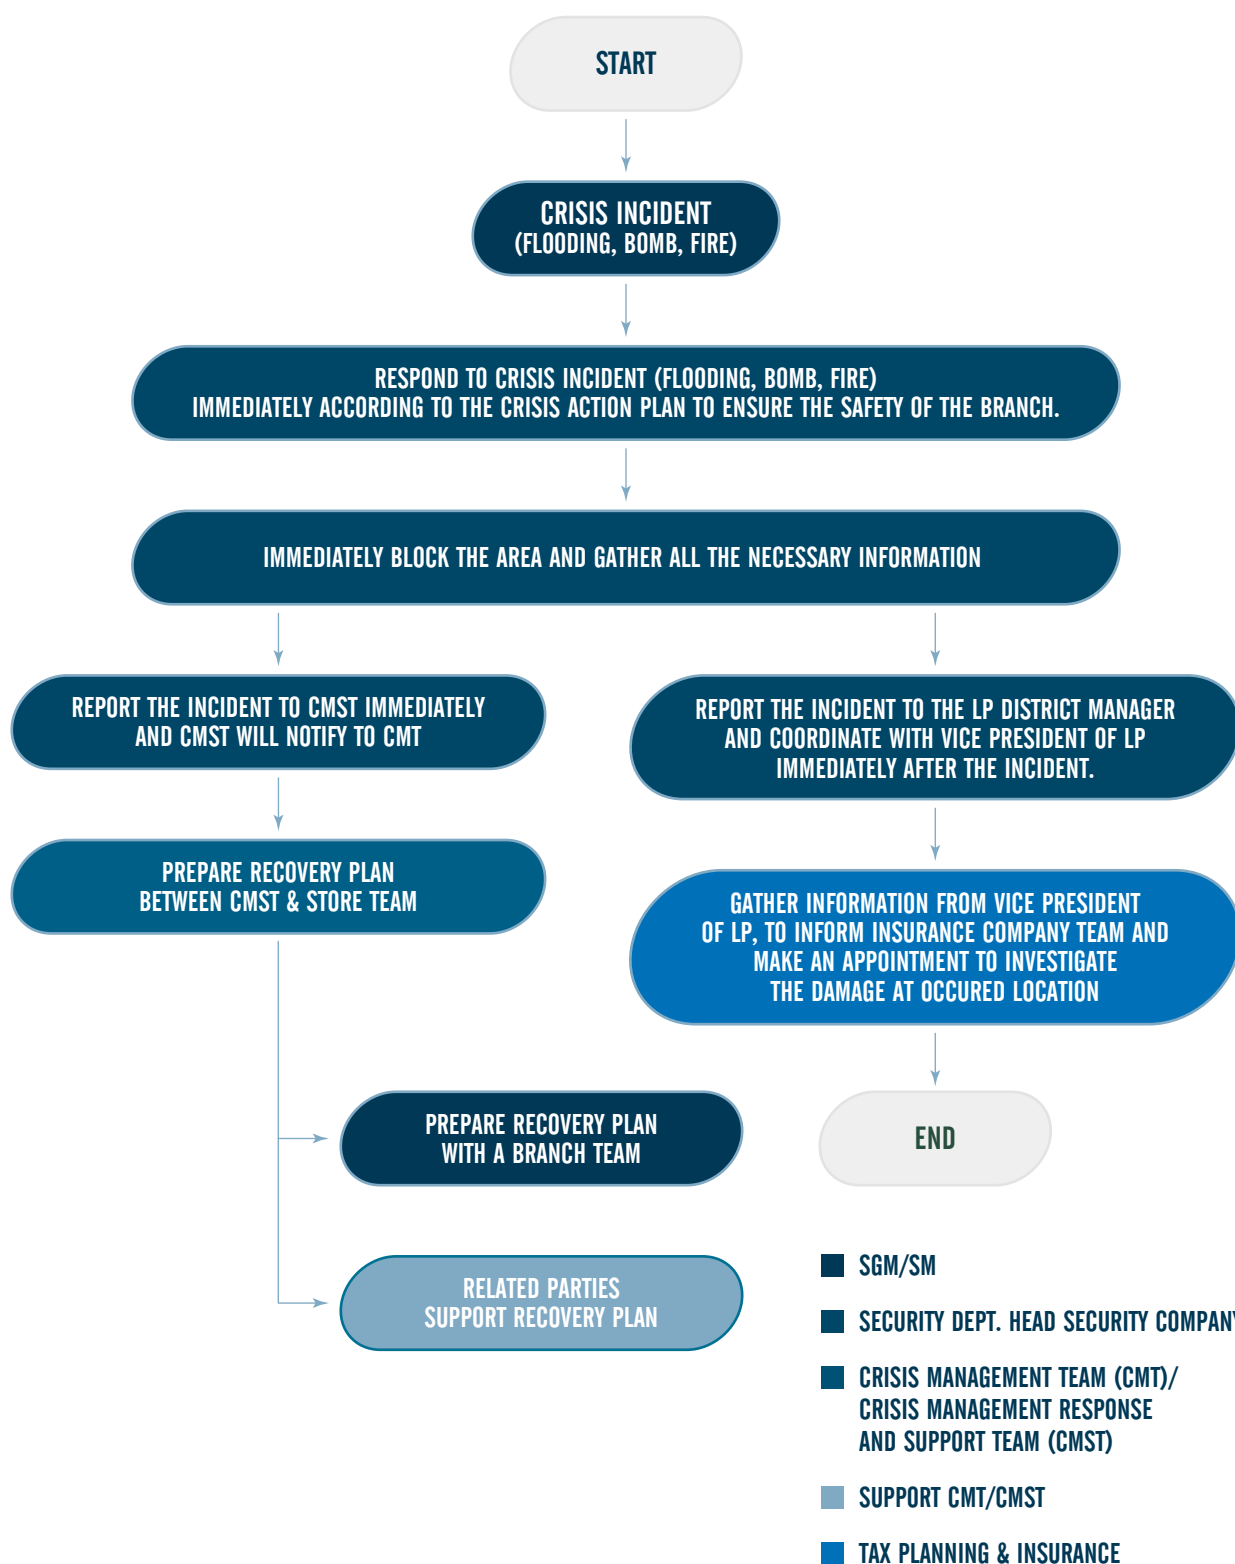 START
CRISIS INCIDENT
(FLOODING, BOMB, FIRE)
RESPOND TO CRISIS INCIDENT (FLOODING, BOMB, FIRE)
IMMEDIATELY ACCORDING TO THE CRISIS ACTION PLAN TO ENSURE THE SAFETY OF THE BRANCH.
IMMEDIATELY BLOCK THE AREA AND GATHER ALL THE NECESSARY INFORMATION
REPORT THE INCIDENT TO CMST IMMEDIATELY
AND CMST WILL NOTIFY TO CMT
REPORT THE INCIDENT TO THE LP DISTRICT MANAGER
AND COORDINATE WITH VICE PRESIDENT OF LP
IMMEDIATELY AFTER THE INCIDENT.
PREPARE RECOVERY PLAN
BETWEEN CMST & STORE TEAM
GATHER INFORMATION FROM VICE PRESIDENT
OF LP, TO INFORM INSURANCE COMPANY TEAM AND
MAKE AN APPOINTMENT TO INVESTIGATE
THE DAMAGE AT OCCURED LOCATION
PREPARE RECOVERY PLAN
WITH A BRANCH TEAM
END
RELATED PARTIES
SUPPORT RECOVERY PLAN
SGM/SM
SECURITY DEPT. HEAD SECURITY COMPANY
CRISIS MANAGEMENT TEAM (CMT)/
CRISIS MANAGEMENT RESPONSE
AND SUPPORT TEAM (CMST)
SUPPORT CMT/CMST
TAX PLANNING & INSURANCE